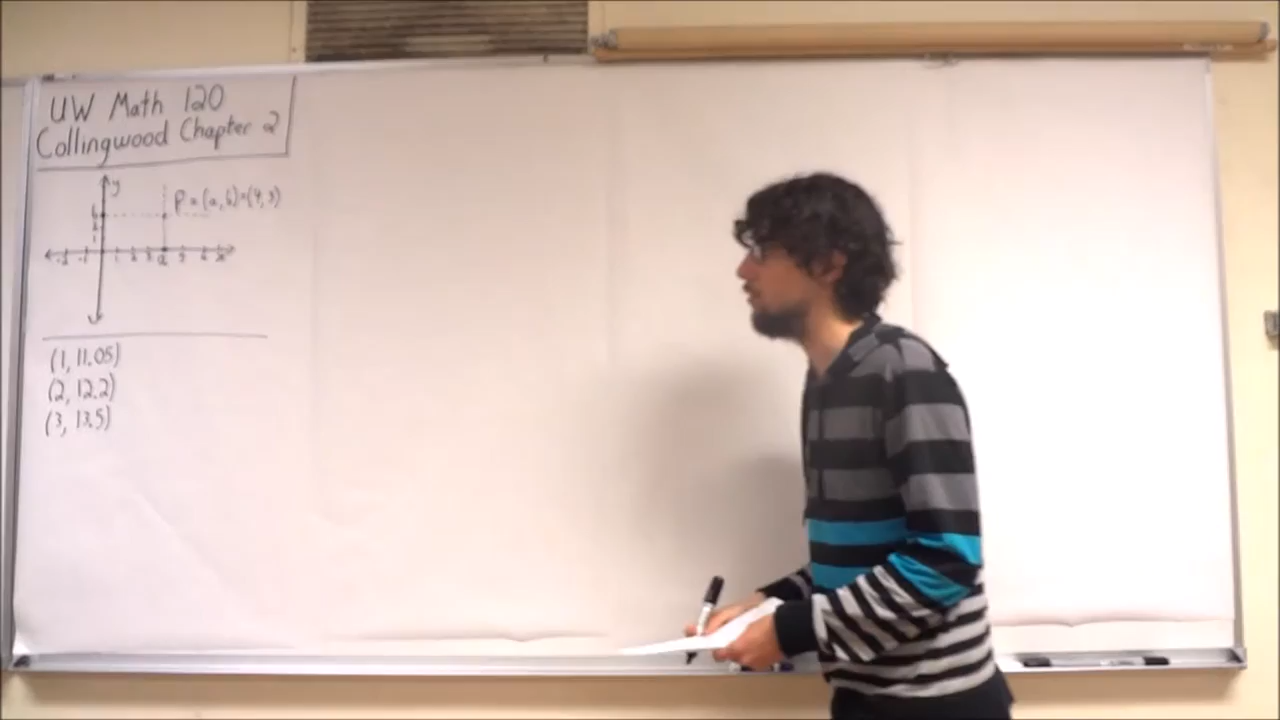 UW Math 120
Collingwood Chapter 2
y
P = (a, b) = (4, 3)
(1, 11.05)
(2, 12.2)
(3, 13.5)